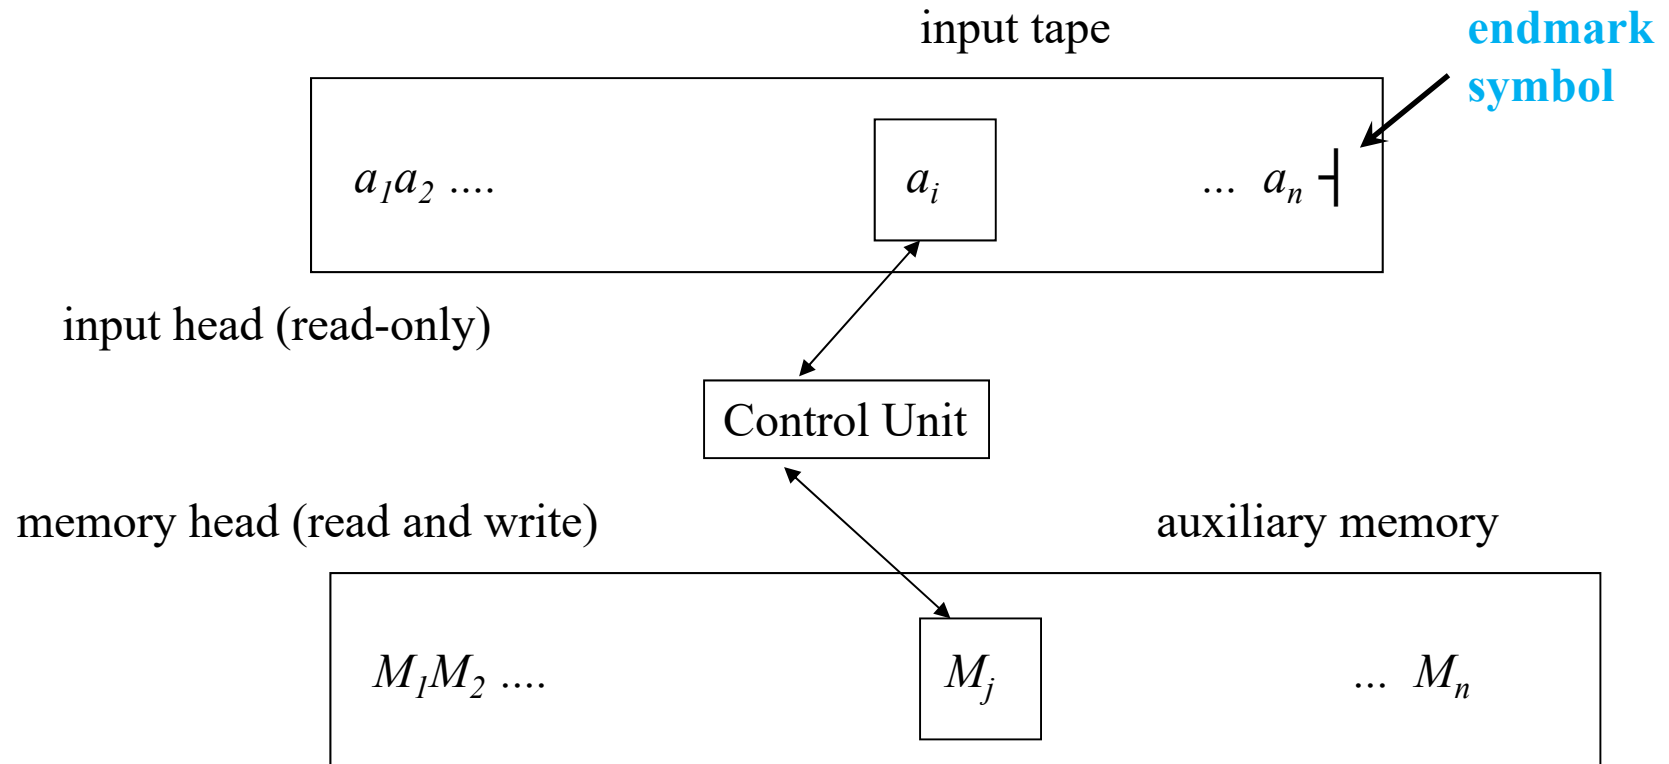 input tape
endmark
symbol
a₁a₂ .... aᵢ ... aₙ ⊣
input head (read-only)
Control Unit
memory head (read and write)
auxiliary memory
M₁M₂ .... Mⱼ ... Mₙ